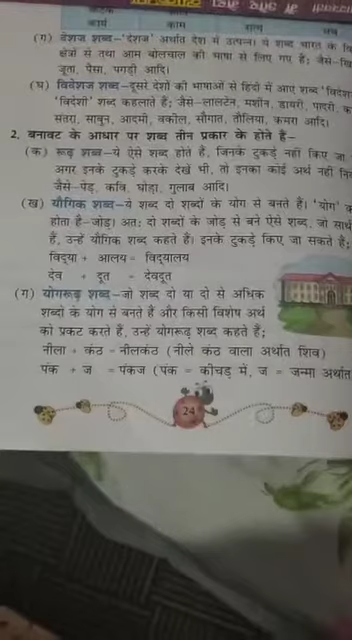 कार्य काम सत्य सच
(ग) देशज शब्द–'देशज' अर्थात देश में उत्पन्न। ये शब्द भारत के
क्षेत्रों से तथा आम बोलचाल की भाषा से लिए गए हैं; जैसे–
जूता, पैसा, पगड़ी आदि।
(घ) विदेशज शब्द–दूसरे देशों की भाषाओं से हिंदी में आए शब्द
'विदेशी' शब्द कहलाते हैं; जैसे–लालटेन, मशीन, डायरी, पादरी,
संतरा, साबुन, आदमी, वकील, सौगात, तौलिया, कमरा आदि।
2. बनावट के आधार पर शब्द तीन प्रकार के होते हैं–
(क) रूढ़ शब्द–ये ऐसे शब्द होते हैं, जिनके टुकड़े नहीं किए जा
अगर इनके टुकड़े करके देखें भी, तो इनका कोई अर्थ नहीं
जैसे–पेड़, कवि, घोड़ा, गुलाब आदि।
(ख) यौगिक शब्द–ये शब्द दो शब्दों के योग से बनते हैं। 'योग'
होता है–जोड़। अत: दो शब्दों के जोड़ से बने ऐसे शब्द, जो
हैं, उन्हें यौगिक शब्द कहते हैं। इनके टुकड़े किए जा सकते हैं;
विद्या + आलय = विद्यालय
देव + दूत = देवदूत
(ग) योगरूढ़ शब्द–जो शब्द दो या दो से अधिक
शब्दों के योग से बनते हैं और किसी विशेष अर्थ
को प्रकट करते हैं, उन्हें योगरूढ़ शब्द कहते हैं;
नीला + कंठ = नीलकंठ (नीले कंठ वाला अर्थात शिव)
पंक + ज = पंकज (पंक = कीचड़ में, ज = जन्मा अर्थात
24